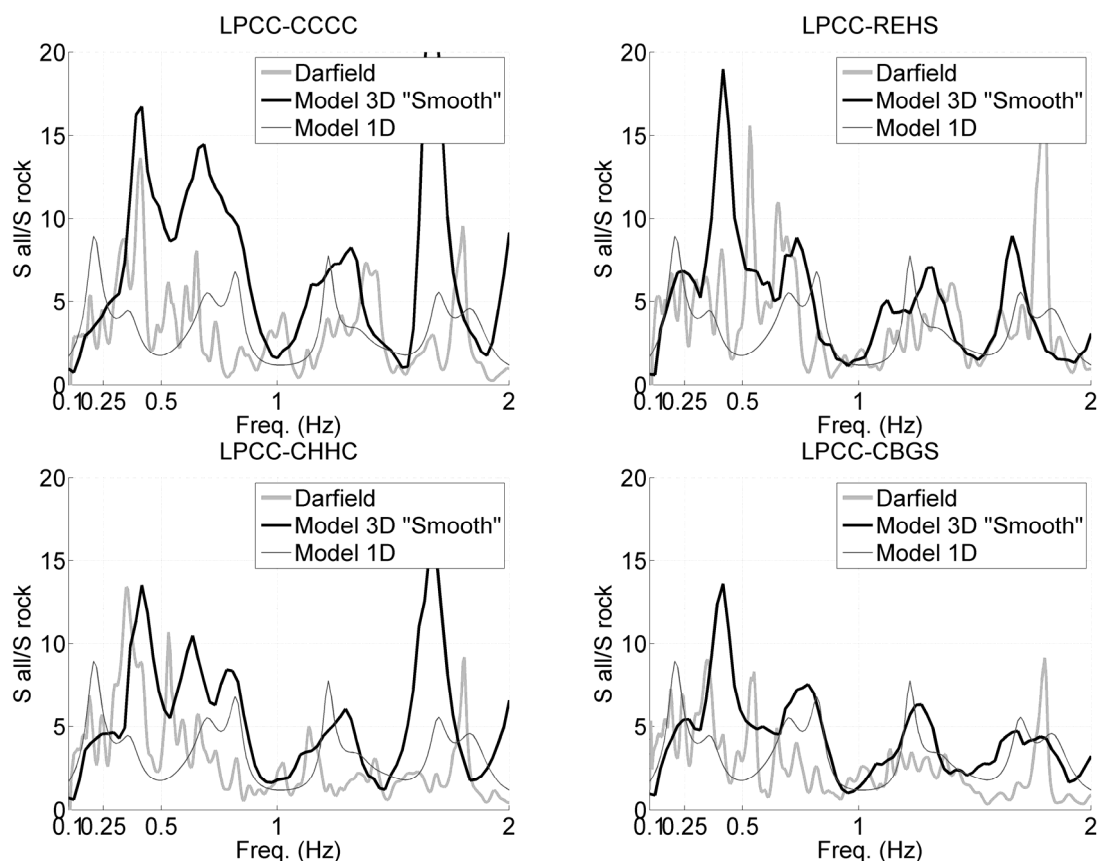 LPCC-CCCC
20
15
10
5
0
S all/S rock
Darfield
Model 3D "Smooth"
Model 1D
0.1 0.25 0.5 1 2
Freq. (Hz)
LPCC-REHS
20
15
10
5
0
S all/S rock
Darfield
Model 3D "Smooth"
Model 1D
0.1 0.25 0.5 1 2
Freq. (Hz)
LPCC-CHHC
20
15
10
5
0
S all/S rock
Darfield
Model 3D "Smooth"
Model 1D
0.1 0.25 0.5 1 2
Freq. (Hz)
LPCC-CBGS
20
15
10
5
0
S all/S rock
Darfield
Model 3D "Smooth"
Model 1D
0.1 0.25 0.5 1 2
Freq. (Hz)